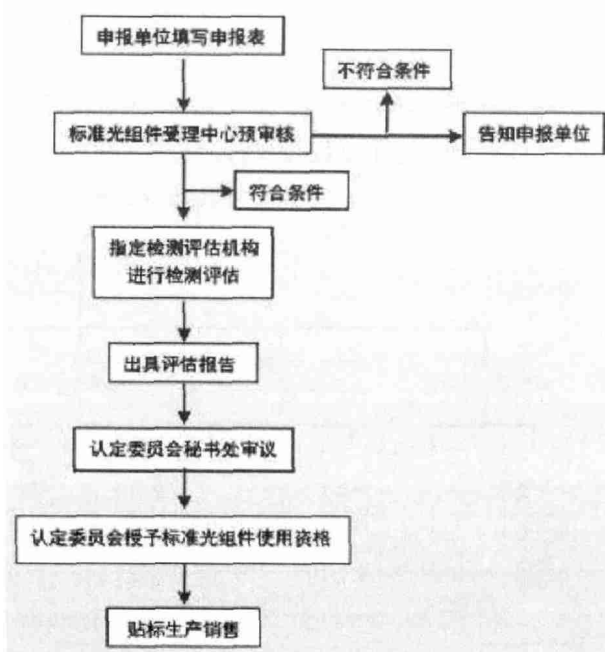 申报单位填写申报表
不符合条件
标准光组件受理中心预审核
告知申报单位
符合条件
指定检测评估机构
进行检测评估
出具评估报告
认定委员会秘书处审议
认定委员会授予标准光组件使用资格
贴标生产销售